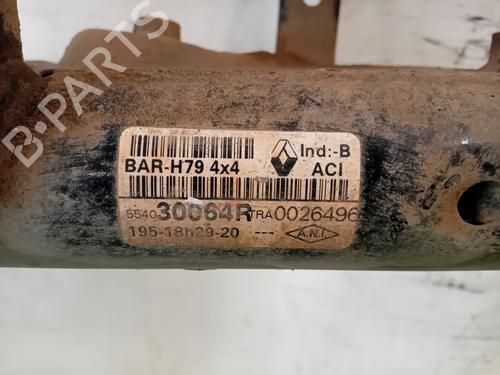 BAR-H79 4x4
Ind:-B
ACI
554030064R TRA0026496
195-18h29-20 --- A.N.I.
B-PARTS